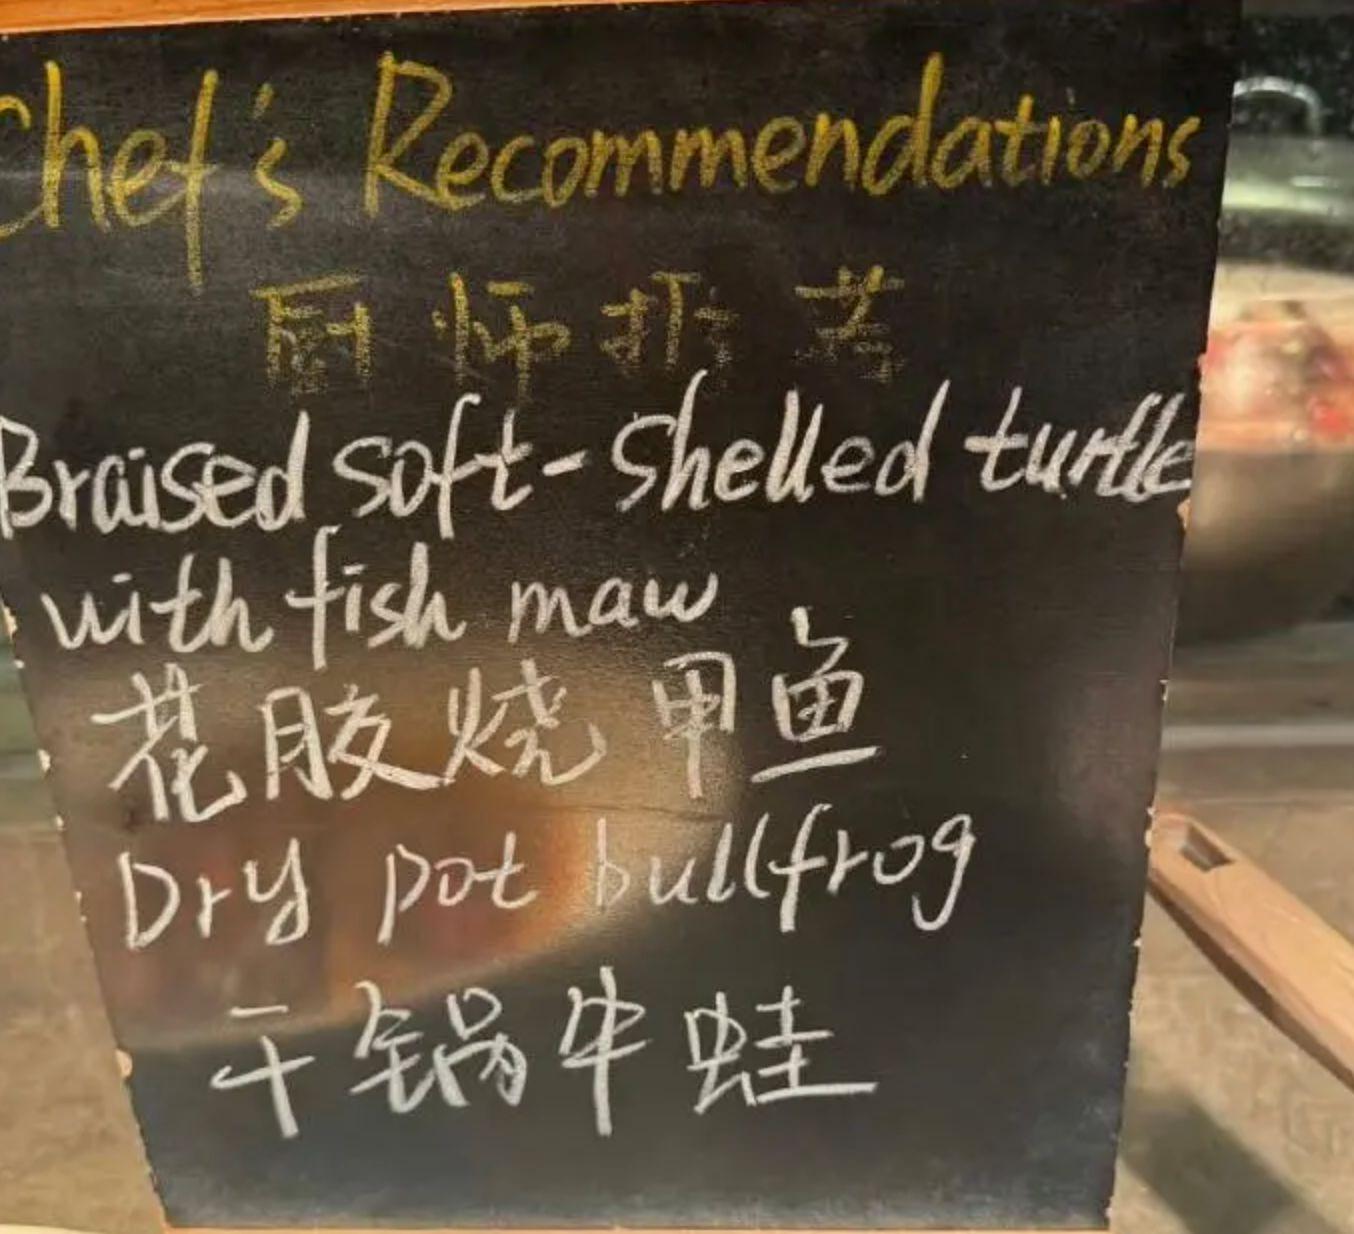 Chef's Recommendations
厨师推荐
Braised soft-shelled turtle
with fish maw
花胶烧甲鱼
Dry pot bullfrog
干锅牛蛙